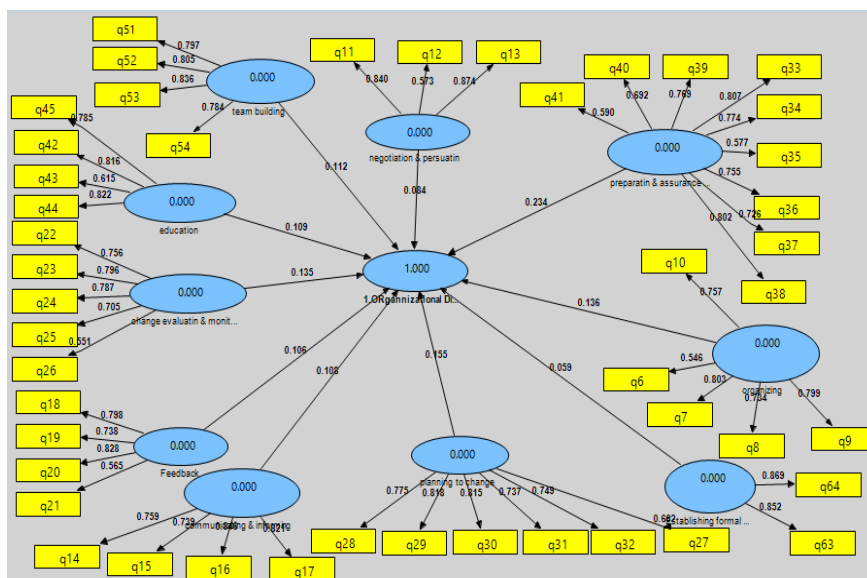 q51
0.797
q52
0.805
q53
0.836
0.784
q54
0.000
team building
q11
0.840
q12
0.573
q13
0.874
0.000
negotiation & persuatin
q40
0.692
q39
0.769
q33
0.807
q41
0.590
q34
0.774
q35
0.577
0.755
q36
0.726
q37
0.802
q38
0.000
preparatin & assurance ...
q45
0.785
q42
0.816
q43
0.615
q44
0.822
0.000
education
0.112
0.084
0.234
0.109
q22
0.756
q23
0.796
q24
0.787
q25
0.705
q26
0.551
0.000
change evaluatin & monit...
0.135
1.000
1.ORgannizational Di...
q10
0.757
0.136
q6
0.546
q7
0.803
0.734
q8
0.799
q9
0.000
organizing
0.106
0.108
0.155
0.059
q18
0.798
q19
0.738
q20
0.828
q21
0.565
0.000
Feedback
0.000
communicating & informing
0.759
q14
0.739
q15
0.846
q16
0.821
q17
0.000
planning to change
0.775
q28
0.818
q29
0.815
q30
0.737
q31
0.749
q32
q27
0.000
establishing formal ...
0.869
q64
0.852
q63